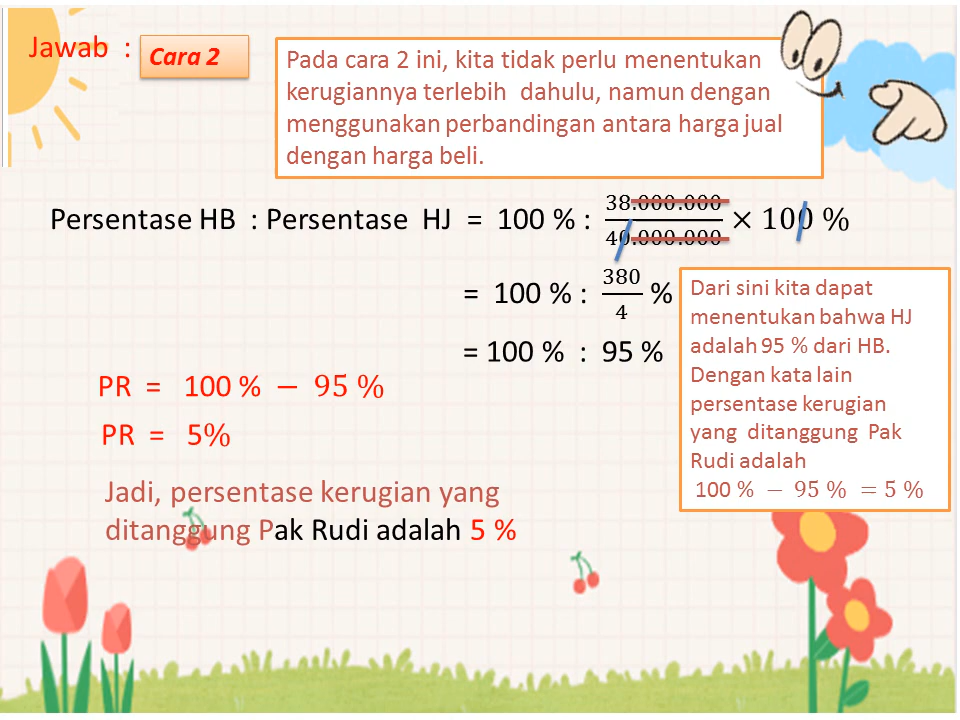 Jawab :
Cara 2
Pada cara 2 ini, kita tidak perlu menentukan
kerugiannya terlebih dahulu, namun dengan
menggunakan perbandingan antara harga jual
dengan harga beli.
Persentase HB : Persentase HJ = 100 % : 38.000.000/40.000.000 × 100 %
= 100 % : 380/4 %
= 100 % : 95 %
Dari sini kita dapat
menentukan bahwa HJ
adalah 95 % dari HB.
Dengan kata lain
persentase kerugian
yang ditanggung Pak
Rudi adalah
100 % − 95 % = 5 %
PR = 100 % − 95 %
PR = 5%
Jadi, persentase kerugian yang
ditanggung Pak Rudi adalah 5 %